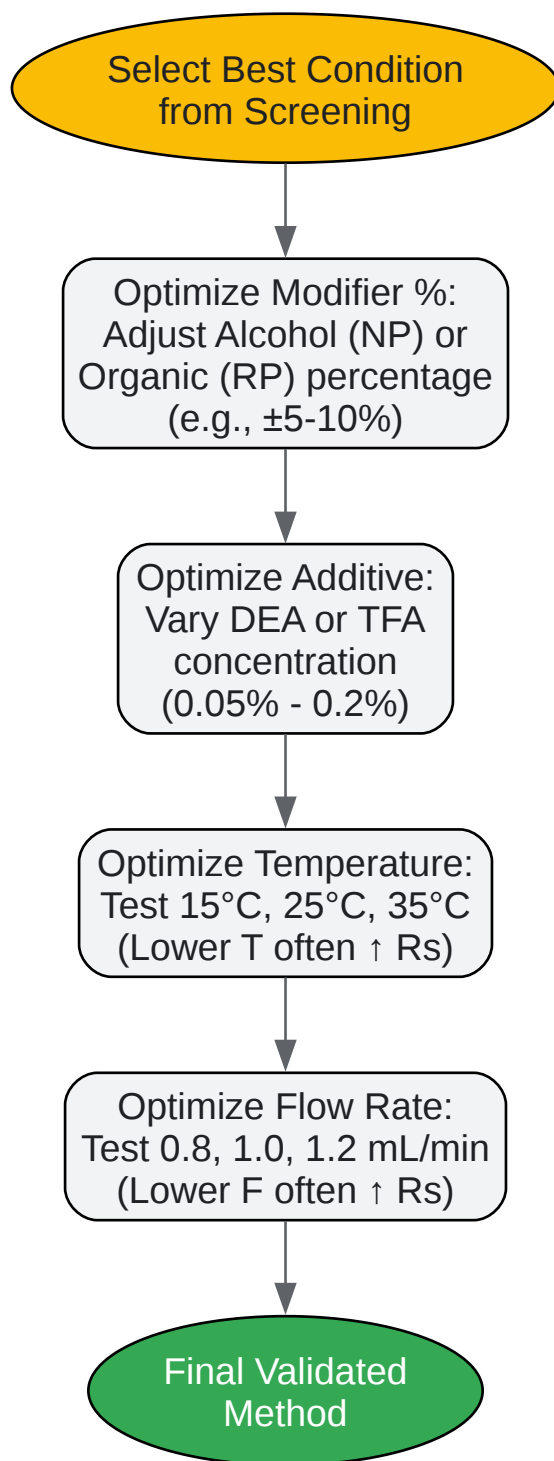 Select Best Condition
from Screening
Optimize Modifier %:
Adjust Alcohol (NP) or
Organic (RP) percentage
(e.g., ±5-10%)
Optimize Additive:
Vary DEA or TFA
concentration
(0.05% - 0.2%)
Optimize Temperature:
Test 15°C, 25°C, 35°C
(Lower T often ↑ Rs)
Optimize Flow Rate:
Test 0.8, 1.0, 1.2 mL/min
(Lower F often ↑ Rs)
Final Validated
Method